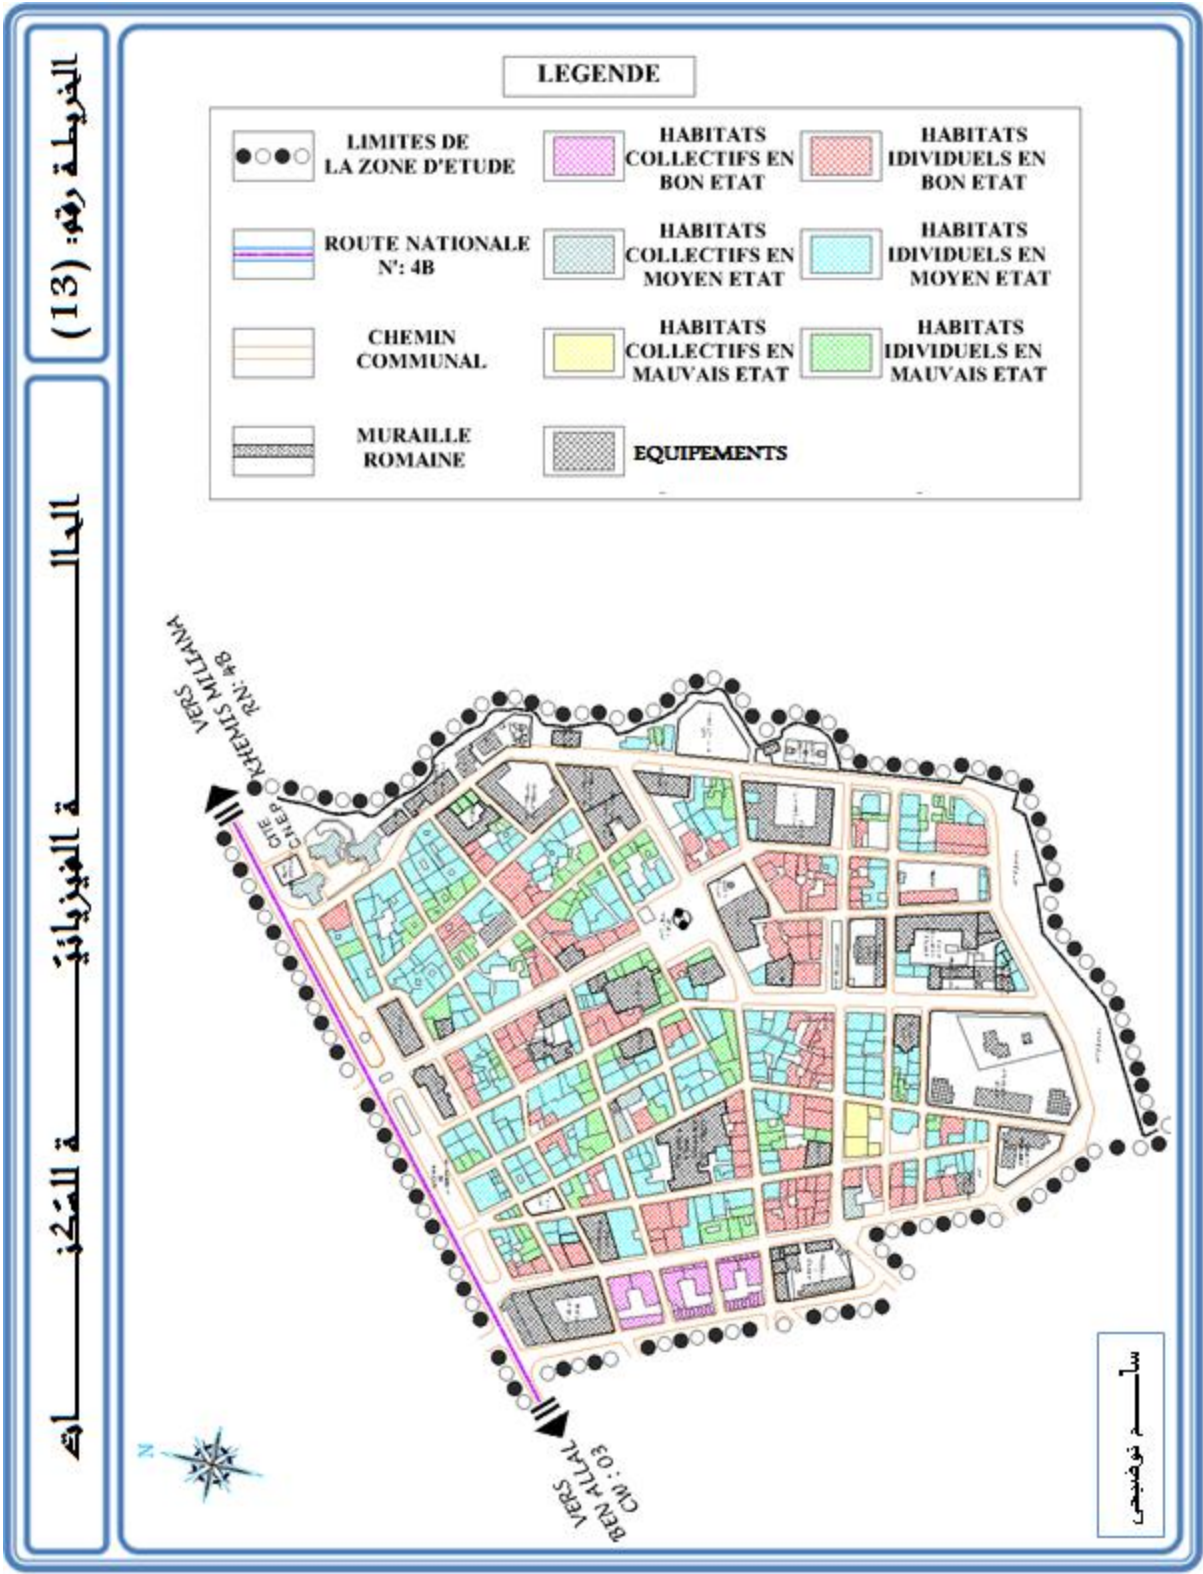 الخريطة رقم: (13)
الحالة الفيزيائية للسكنات
LEGENDE
LIMITES DE
LA ZONE D'ETUDE
ROUTE NATIONALE
N°: 4B
CHEMIN
COMMUNAL
MURAILLE
ROMAINE
HABITATS
COLLECTIFS EN
BON ETAT
HABITATS
COLLECTIFS EN
MOYEN ETAT
HABITATS
COLLECTIFS EN
MAUVAIS ETAT
EQUIPEMENTS
HABITATS
IDIVIDUELS EN
BON ETAT
HABITATS
IDIVIDUELS EN
MOYEN ETAT
HABITATS
IDIVIDUELS EN
MAUVAIS ETAT
VERS
KHEMIS MILIANA
RN: 4B
CITE
C.N.E.P
VERS
BEN ALLAL
CW : 03
N
سلم توضيحي